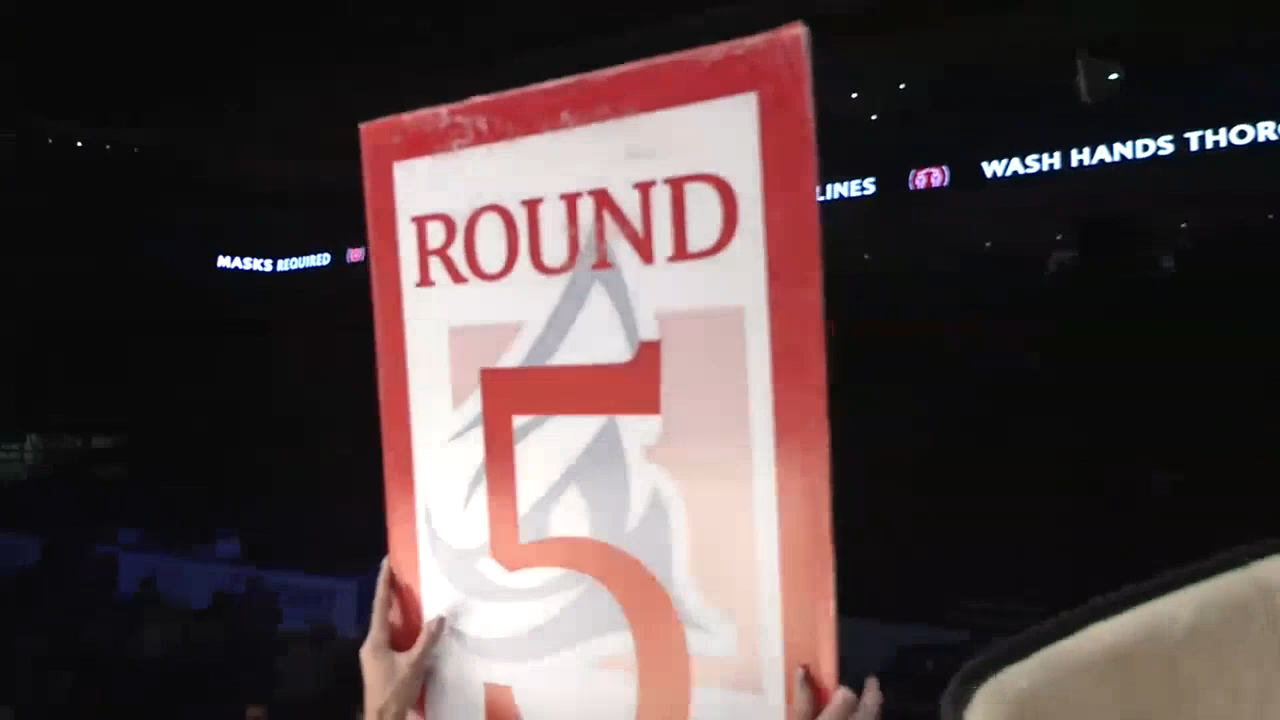 ROUND
5
MASKS REQUIRED
LINES
WASH HANDS THOR